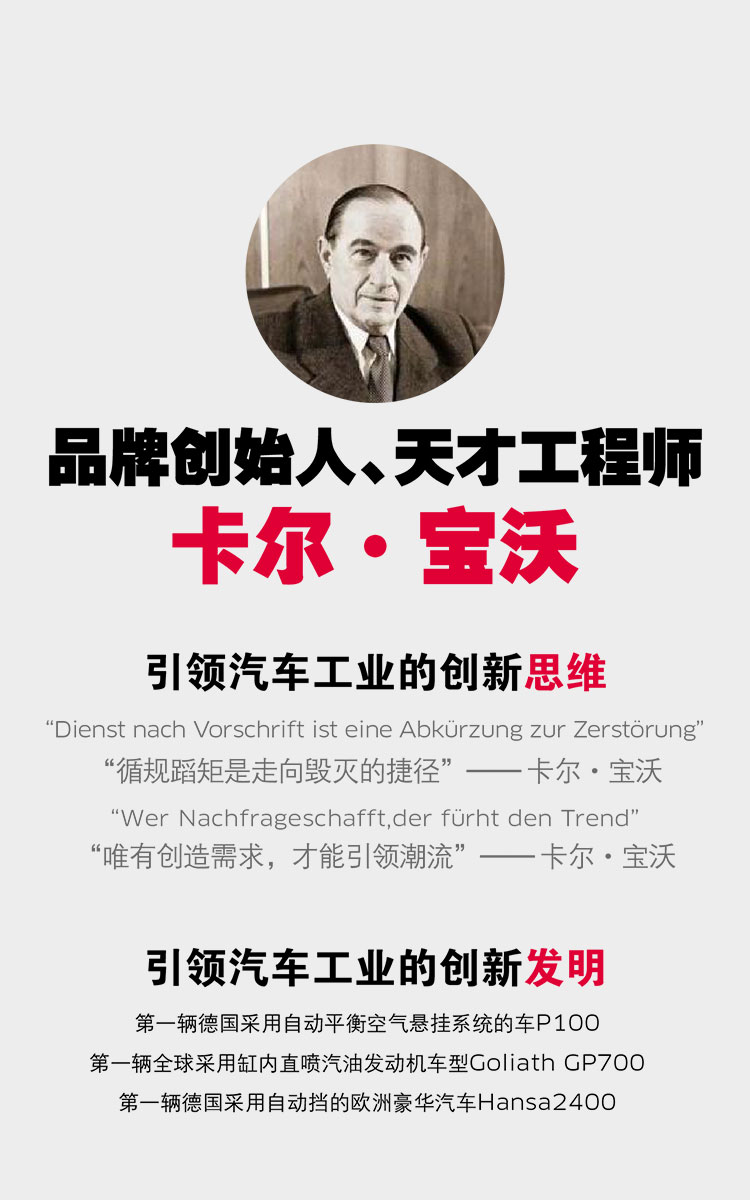 品牌创始人、天才工程师
卡尔·宝沃
引领汽车工业的创新思维
“Dienst nach Vorschrift ist eine Abkürzung zur Zerstörung”
“循规蹈矩是走向毁灭的捷径” —— 卡尔·宝沃
“Wer Nachfrageschafft,der fürht den Trend”
“唯有创造需求，才能引领潮流” —— 卡尔·宝沃
引领汽车工业的创新发明
第一辆德国采用自动平衡空气悬挂系统的车P100
第一辆全球采用缸内直喷汽油发动机车型Goliath GP700
第一辆德国采用自动挡的欧洲豪华汽车Hansa2400